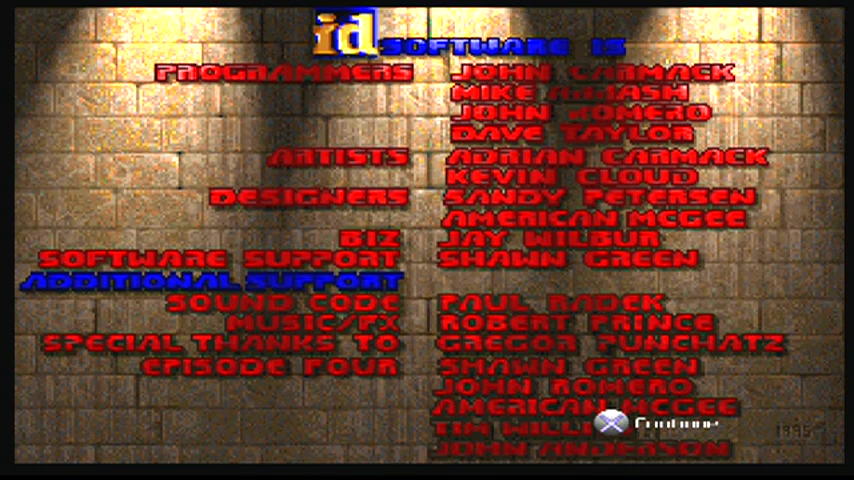 id SOFTWARE IS
PROGRAMMERS JOHN CARMACK
MIKE ABRASH
JOHN ROMERO
DAVE TAYLOR
ARTISTS ADRIAN CARMACK
KEVIN CLOUD
DESIGNERS SANDY PETERSEN
AMERICAN MCGEE
BIZ JAY WILBUR
SOFTWARE SUPPORT SHAWN GREEN
ADDITIONAL SUPPORT
SOUND CODE PAUL RADEK
MUSIC/FX ROBERT PRINCE
SPECIAL THANKS TO GREGOR PUNCHATZ
EPISODE FOUR SHAWN GREEN
JOHN ROMERO
AMERICAN MCGEE
TIM
Continue
1995
JOHN ANDERSON